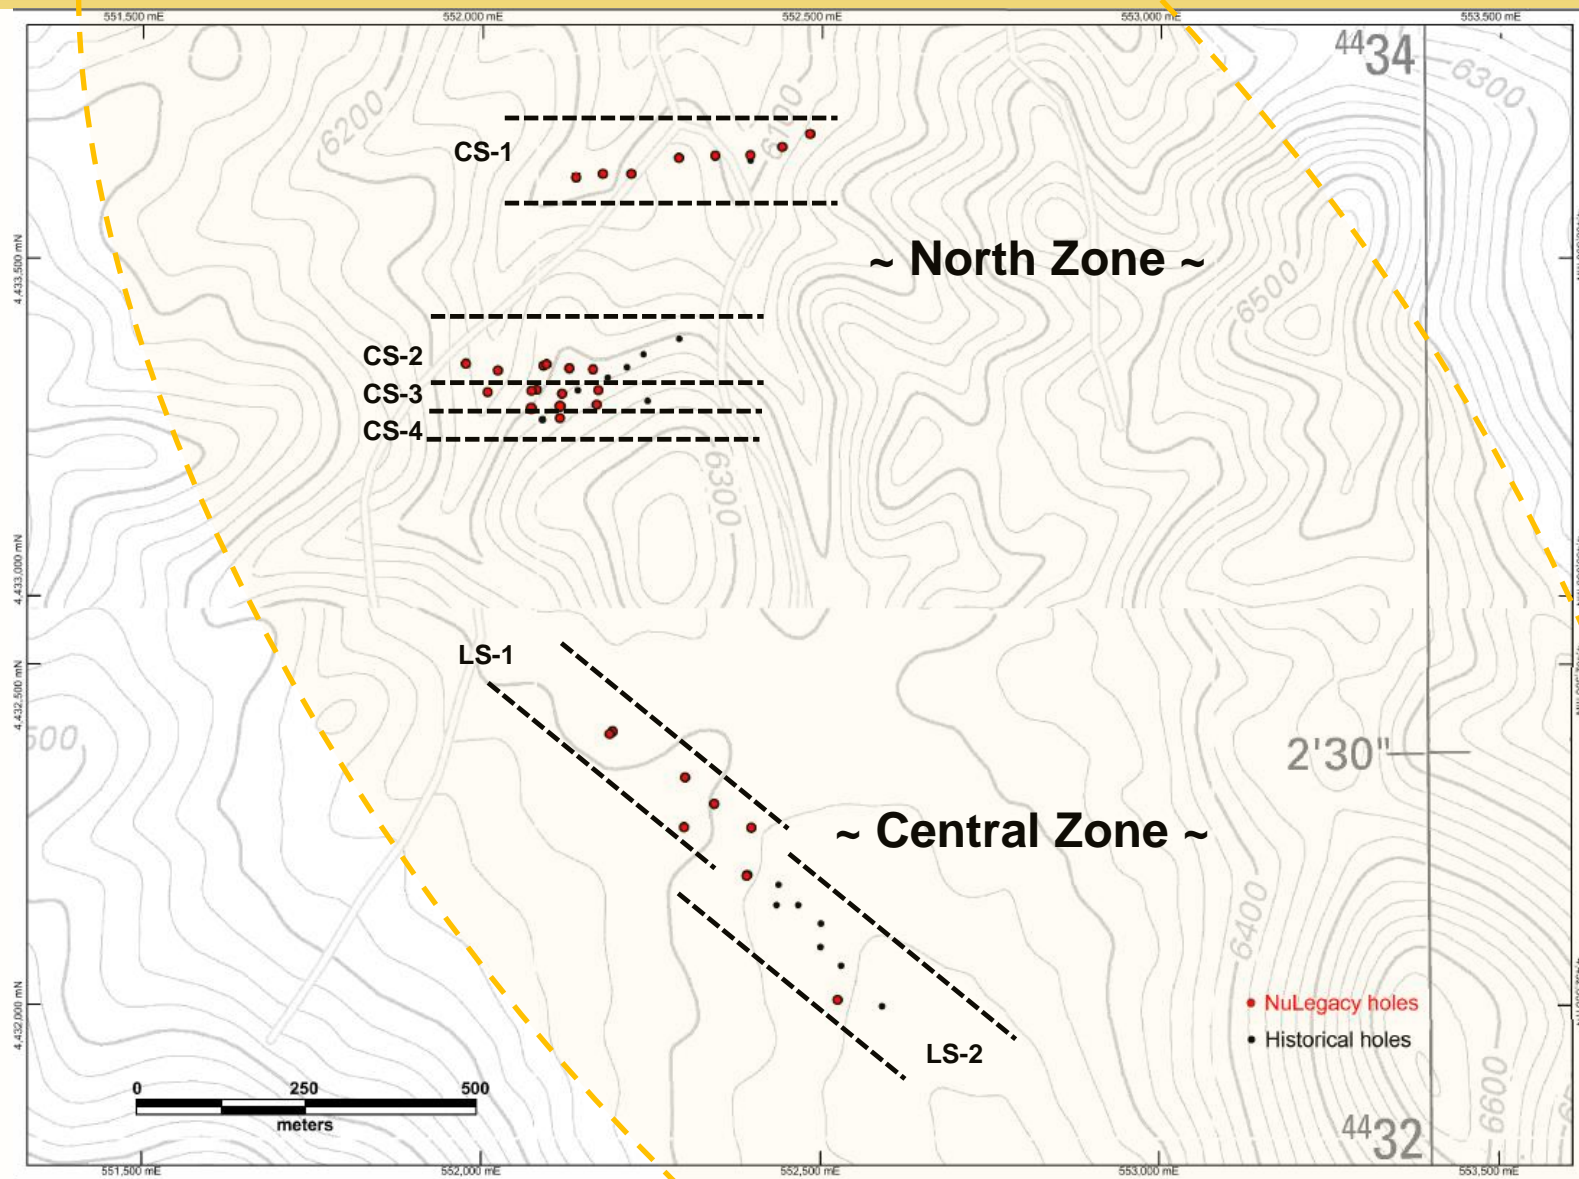 551,500 mE 552,000 mE 552,500 mE 553,000 mE 553,500 mE
4434
6300
6200
6100
CS-1
4,433,500 mN
~ North Zone ~
6500
CS-2
CS-3
CS-4
6300
4,433,000 mN
LS-1
4,432,500 mN
500
2'30"
~ Central Zone ~
6400
NuLegacy holes
4,432,000 mN
Historical holes
LS-2
0 250 500
meters
6600
4432
551,500 mE 552,000 mE 552,500 mE 553,000 mE 553,500 mE